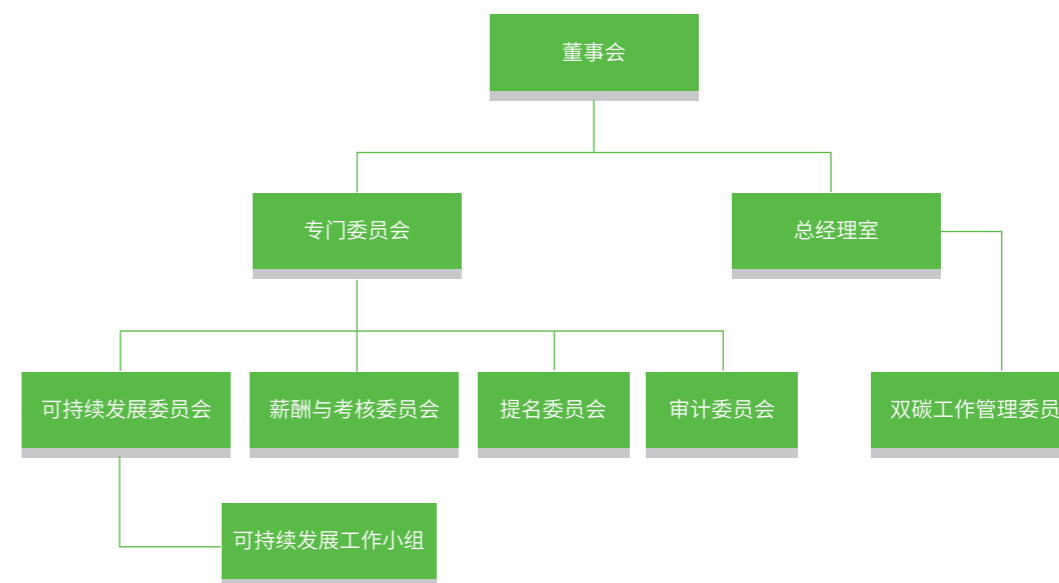 董事会
专门委员会
总经理室
可持续发展委员会
薪酬与考核委员会
提名委员会
审计委员会
双碳工作管理委员
可持续发展工作小组